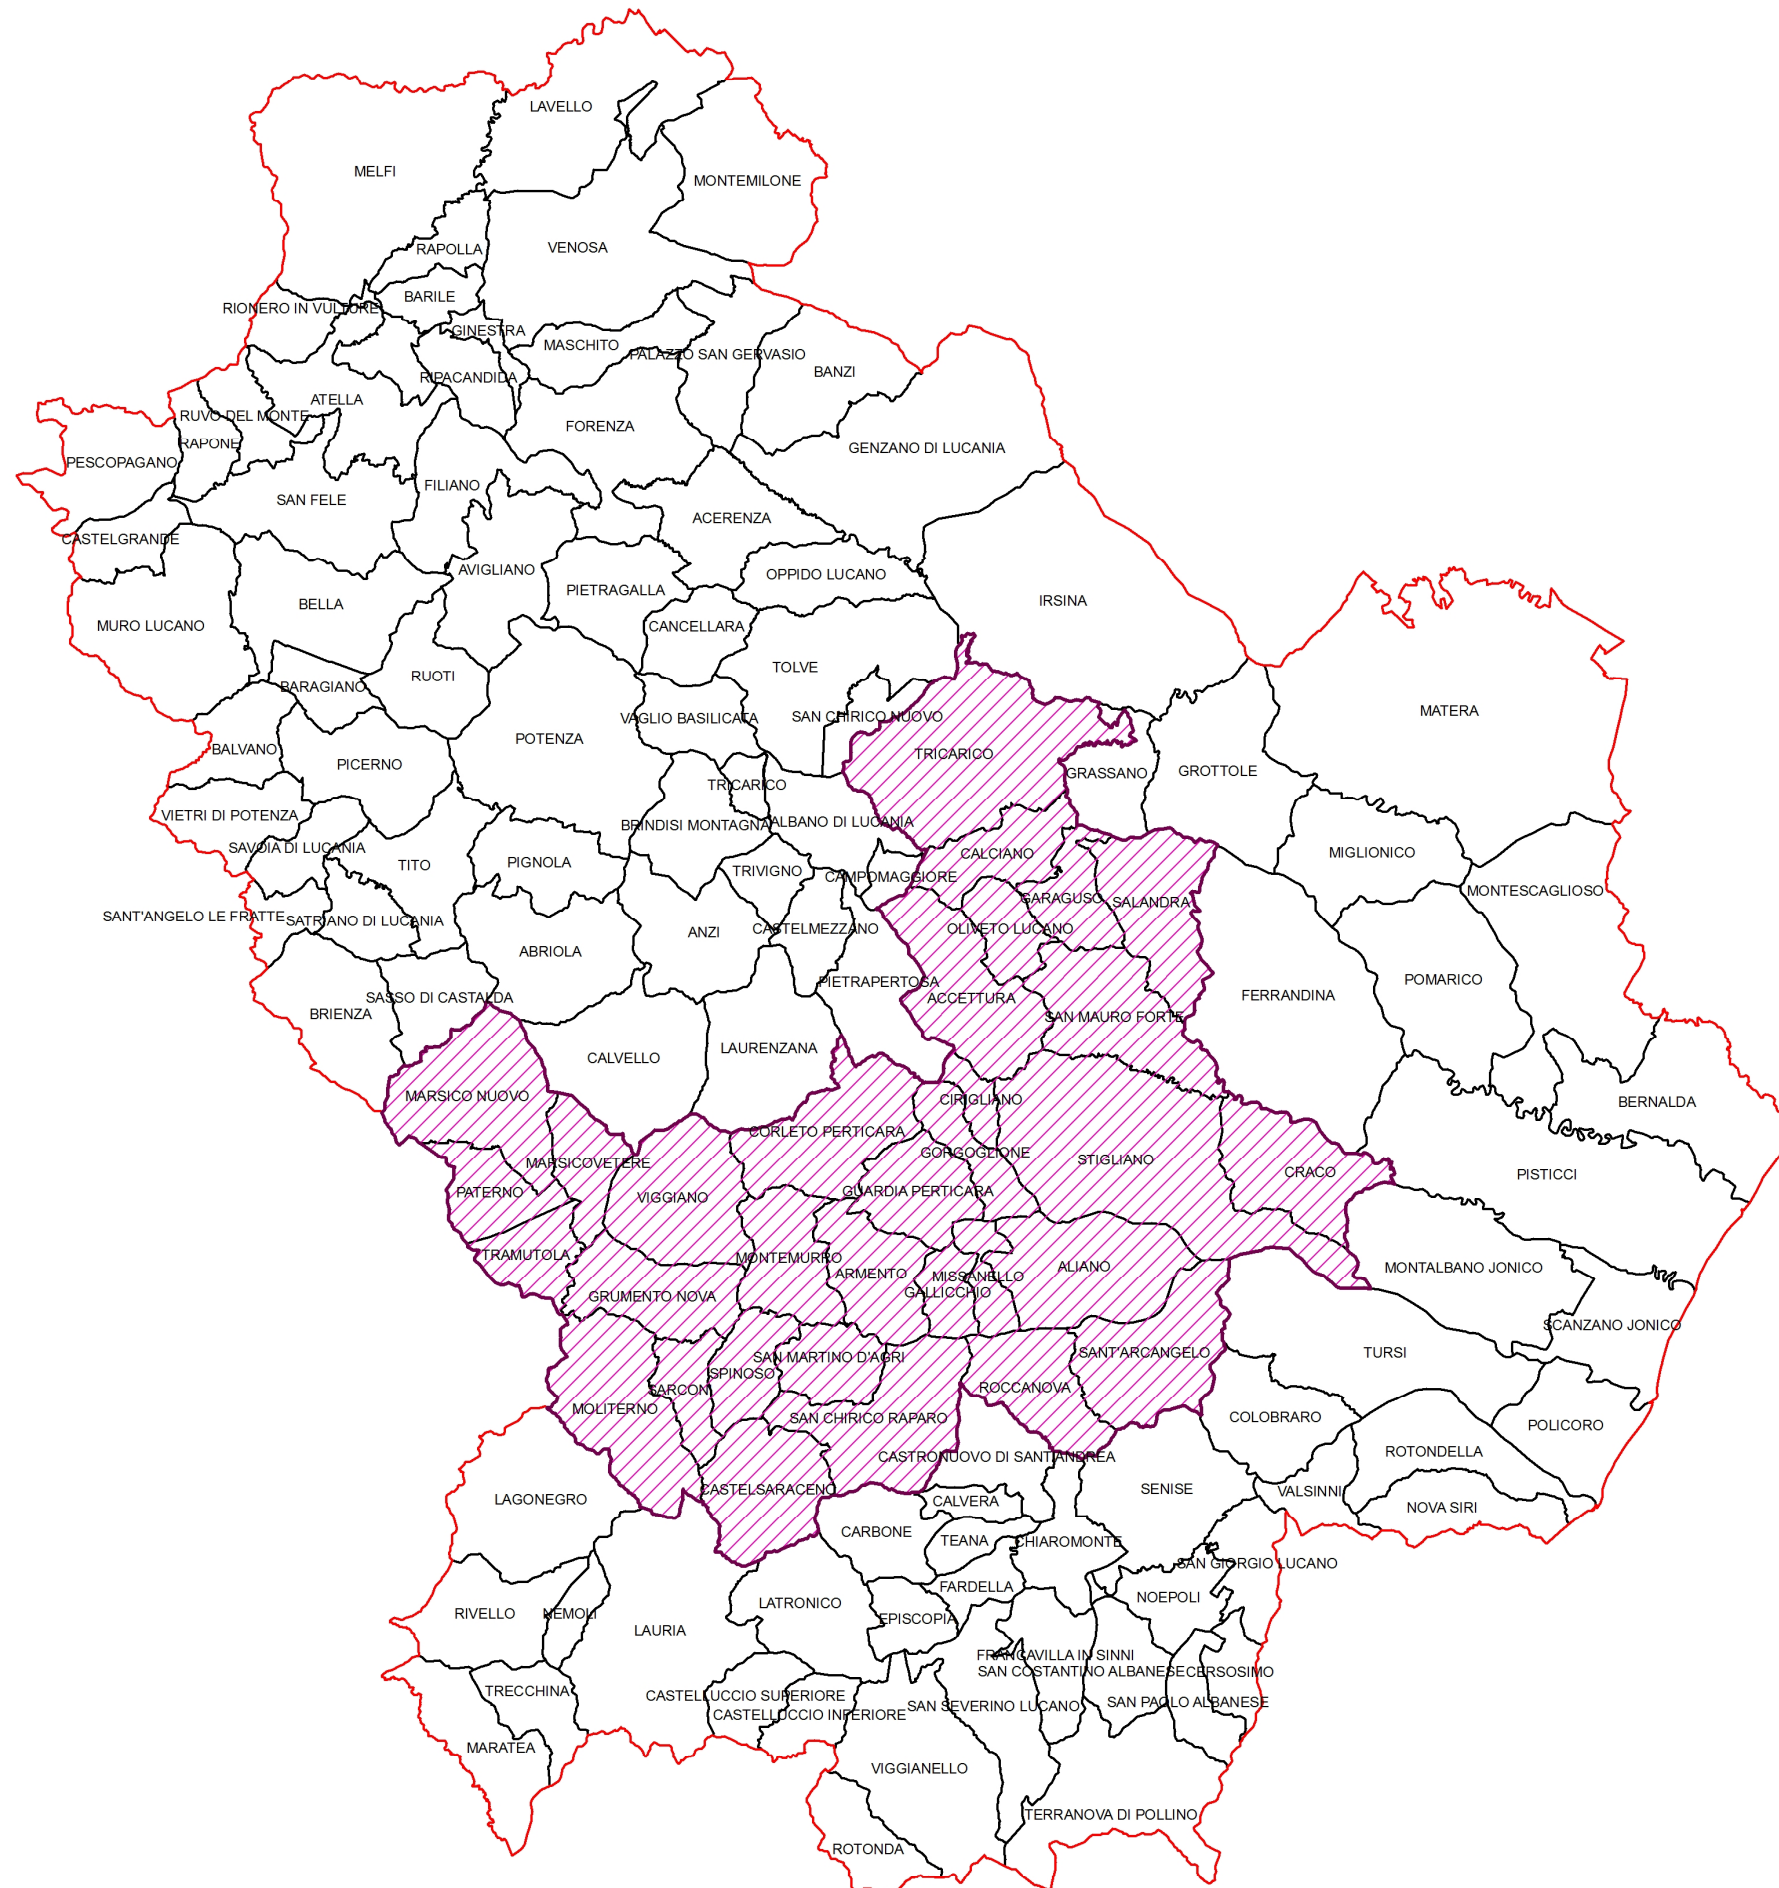 LAVELLO
MELFI
MONTEMILONE
RAPOLLA
VENOSA
BARILE
RIONERO IN VULTURE
GINESTRA
MASCHITO
PALAZZO SAN GERVASIO
BANZI
RIPACANDIDA
ATELLA
RUVO DEL MONTE
FORENZA
RAPONE
GENZANO DI LUCANIA
PESCOPAGANO
FILIANO
SAN FELE
ACERENZA
CASTELGRANDE
AVIGLIANO
OPPIDO LUCANO
PIETRAGALLA
IRSINA
BELLA
MURO LUCANO
CANCELLARA
TOLVE
RUOTI
BARAGIANO
MATERA
VAGLIO BASILICATA
SAN CHIRICO NUOVO
POTENZA
BALVANO
TRICARICO
PICERNO
GRASSANO
GROTTOLE
TRICARICO
VIETRI DI POTENZA
BRINDISI MONTAGNA
ALBANO DI LUCANIA
SAVOIA DI LUCANIA
CALCIANO
MIGLIONICO
TITO
PIGNOLA
TRIVIGNO
CAMPOMAGGIORE
MONTESCAGLIOSO
GARAGUSO
SALANDRA
SANT'ANGELO LE FRATTE
SATRIANO DI LUCANIA
CASTELMEZZANO
OLIVETO LUCANO
ANZI
ABRIOLA
POMARICO
PIETRAPERTOSA
FERRANDINA
SASSO DI CASTALDA
ACCETTURA
BRIENZA
SAN MAURO FORTE
LAURENZANA
CALVELLO
MARSICO NUOVO
CIRIGLIANO
BERNALDA
CORLETO PERTICARA
GORGOGLIONE
STIGLIANO
MARSICOVETERE
CRACO
PISTICCI
PATERNO
VIGGIANO
GUARDIA PERTICARA
TRAMUTOLA
MONTEMURRO
ALIANO
MONTALBANO JONICO
ARMENTO
MISSANELLO
GALLICCHIO
GRUMENTO NOVA
SCANZANO JONICO
TURSI
SANT'ARCANGELO
SAN MARTINO D'AGRI
SPINOSO
ROCCANOVA
SARCONI
MOLITERNO
SAN CHIRICO RAPARO
COLOBRARO
POLICORO
ROTONDELLA
CASTRONUOVO DI SANT'ANDREA
CASTELSARACENO
SENISE
VALSINNI
LAGONEGRO
CALVERA
NOVA SIRI
CARBONE
TEANA
CHIAROMONTE
SAN GIORGIO LUCANO
FARDELLA
NOEPOLI
LATRONICO
RIVELLO
NEMOLI
EPISCOPIA
LAURIA
FRANCAVILLA IN SINNI
SAN COSTANTINO ALBANESE
CERSOSIMO
TRECCHINA
CASTELLUCCIO SUPERIORE
SAN PAOLO ALBANESE
SAN SEVERINO LUCANO
CASTELLUCCIO INFERIORE
MARATEA
VIGGIANELLO
TERRANOVA DI POLLINO
ROTONDA